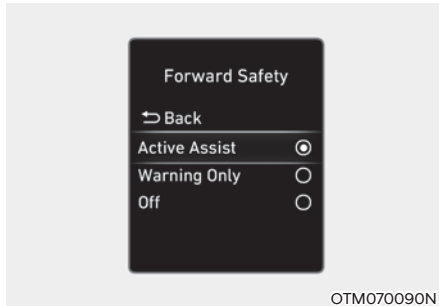 Forward Safety
Back
Active Assist
Warning Only
Off
OTM070090N